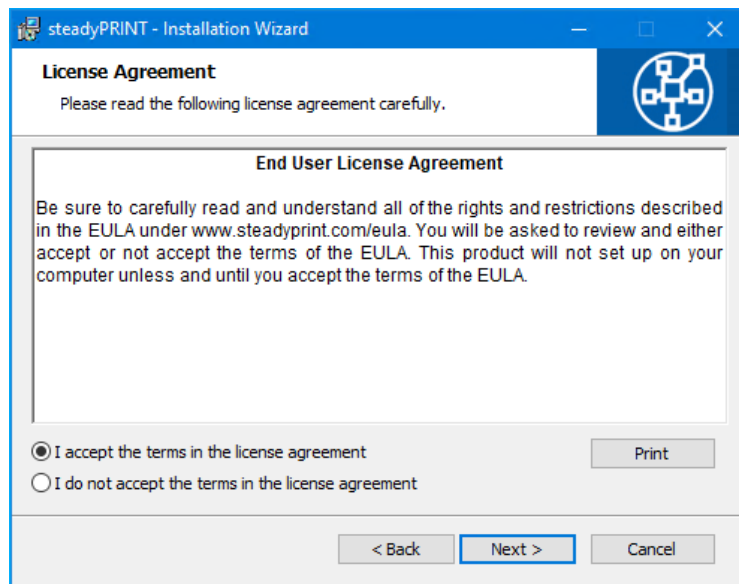 steadyPRINT - Installation Wizard
License Agreement
Please read the following license agreement carefully.
End User License Agreement
Be sure to carefully read and understand all of the rights and restrictions described
in the EULA under www.steadyprint.com/eula. You will be asked to review and either
accept or not accept the terms of the EULA. This product will not set up on your
computer unless and until you accept the terms of the EULA.
I accept the terms in the license agreement
Print
I do not accept the terms in the license agreement
< Back
Next >
Cancel